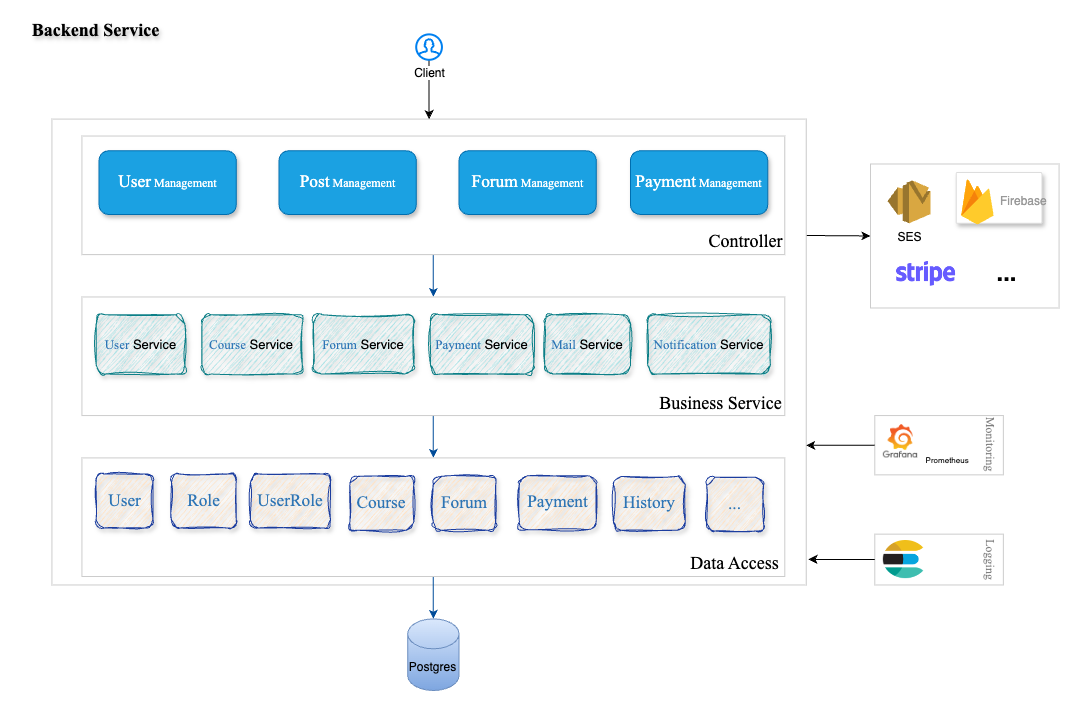 Backend Service
Client
User Management
Post Management
Forum Management
Payment Management
Controller
SES
Firebase
stripe
...
User Service
Course Service
Forum Service
Payment Service
Mail Service
Notification Service
Business Service
Grafana
Prometheus
Monitoring
User
Role
UserRole
Course
Forum
Payment
History
...
Data Access
Logging
Postgres